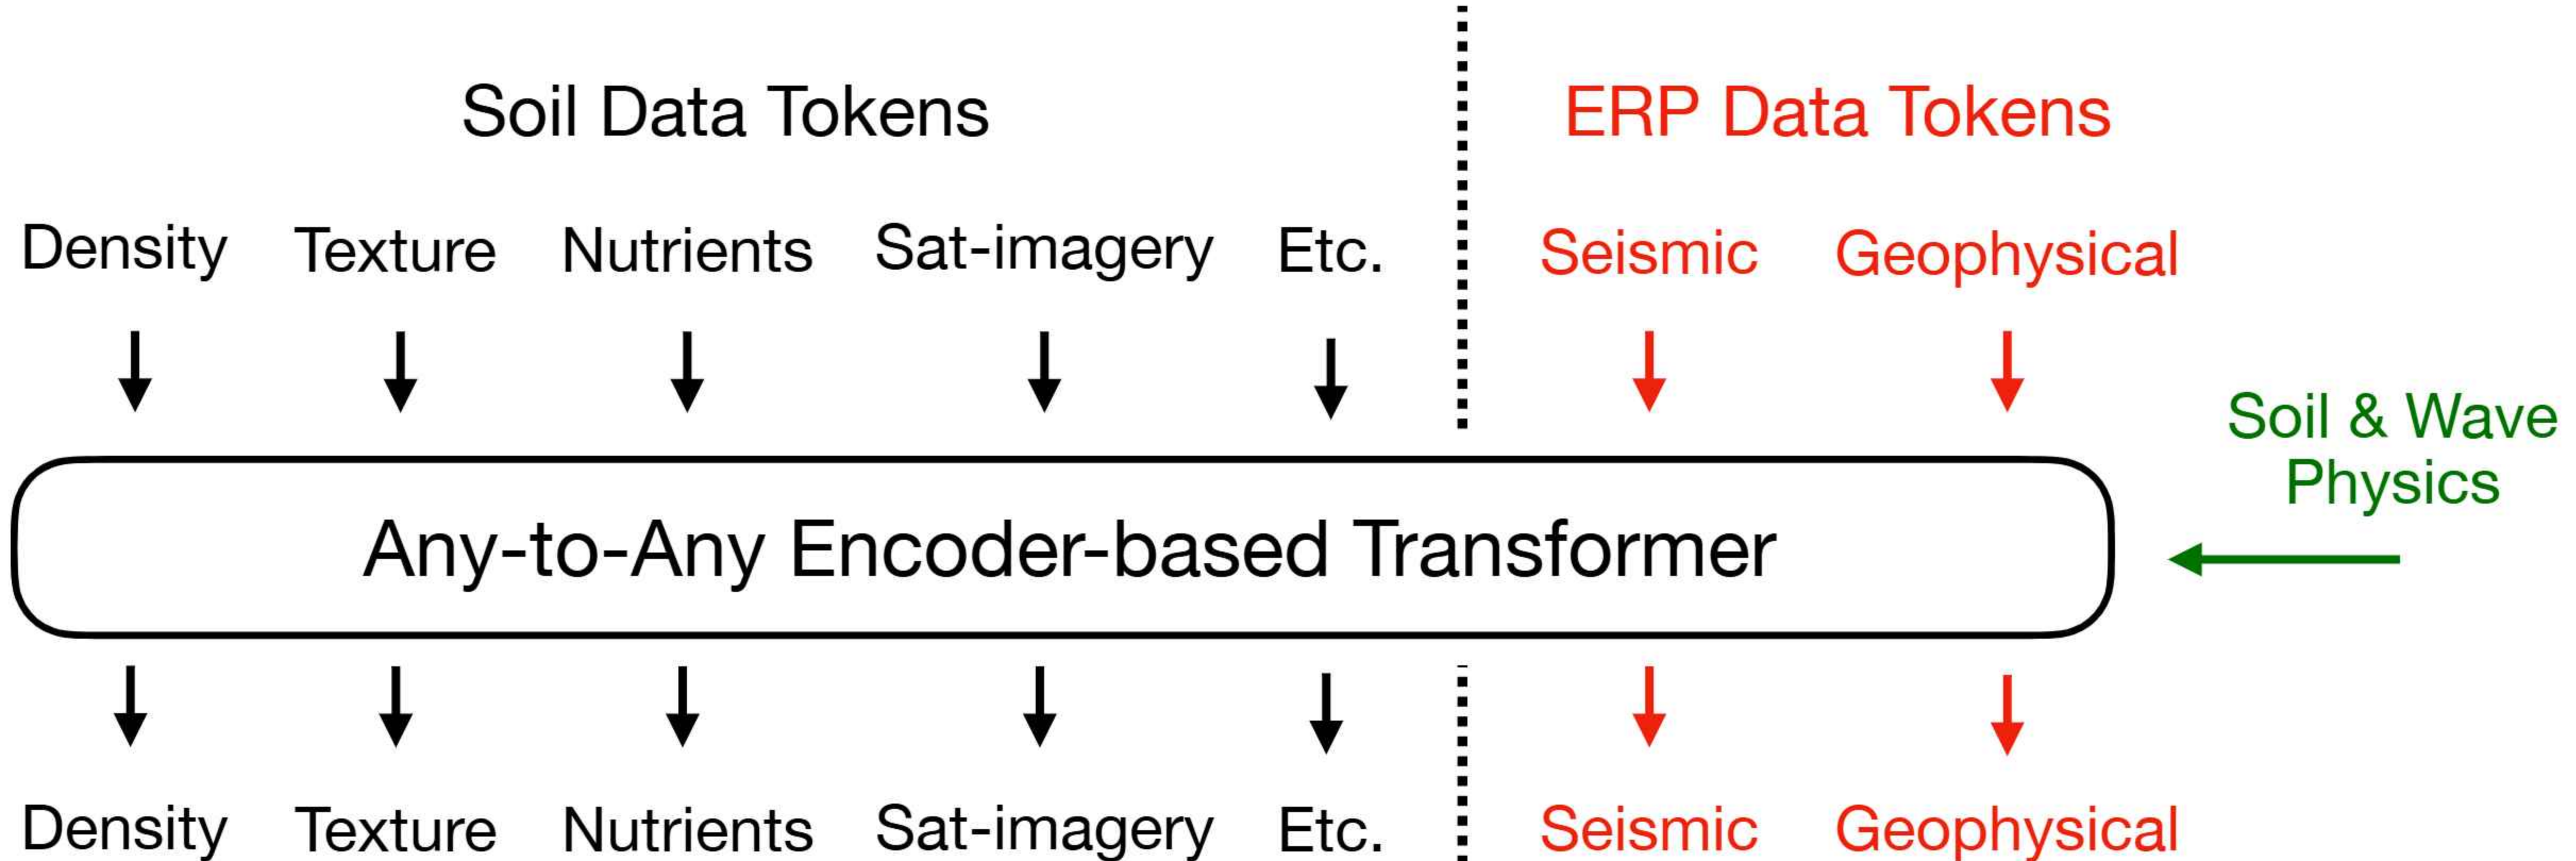 Soil Data Tokens ERP Data Tokens
Density Texture Nutrients Sat-imagery Etc. Seismic Geophysical
Soil & Wave
Physics
Any-to-Any Encoder-based Transformer
Density Texture Nutrients Sat-imagery Etc. Seismic Geophysical